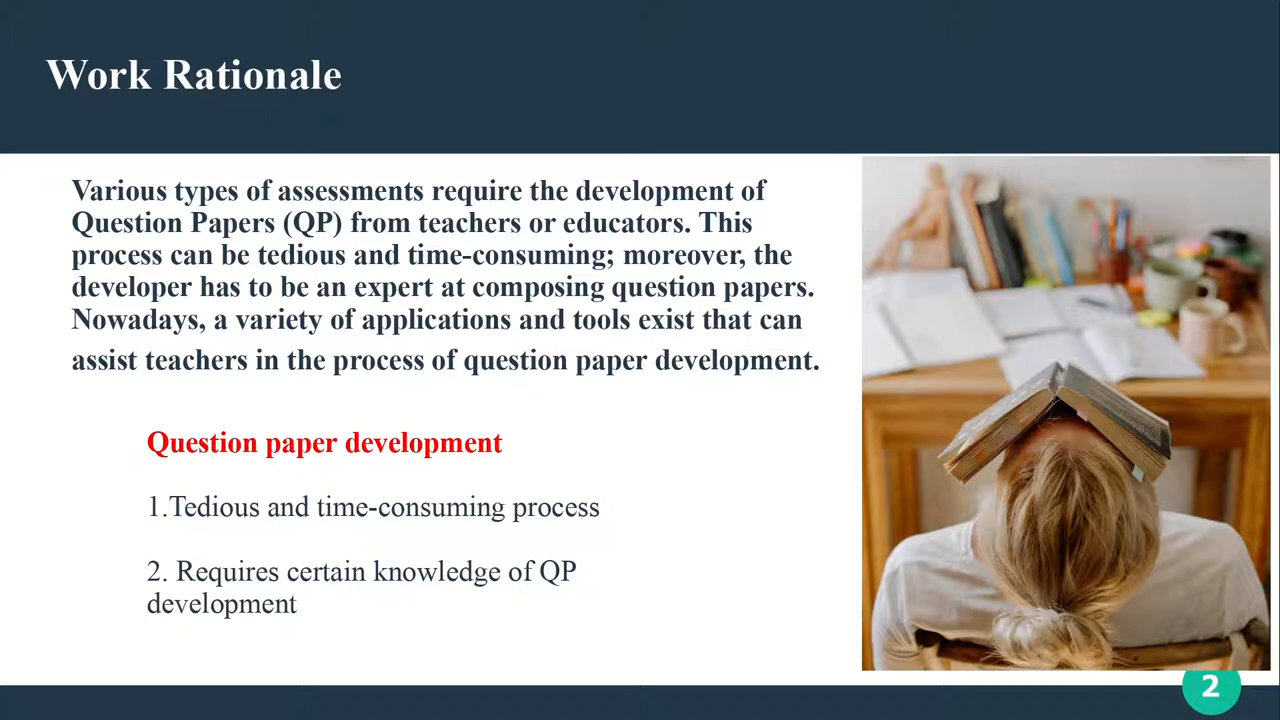 Work Rationale
Various types of assessments require the development of
Question Papers (QP) from teachers or educators. This
process can be tedious and time-consuming; moreover, the
developer has to be an expert at composing question papers.
Nowadays, a variety of applications and tools exist that can
assist teachers in the process of question paper development.
Question paper development
1.Tedious and time-consuming process
2. Requires certain knowledge of QP
development
2